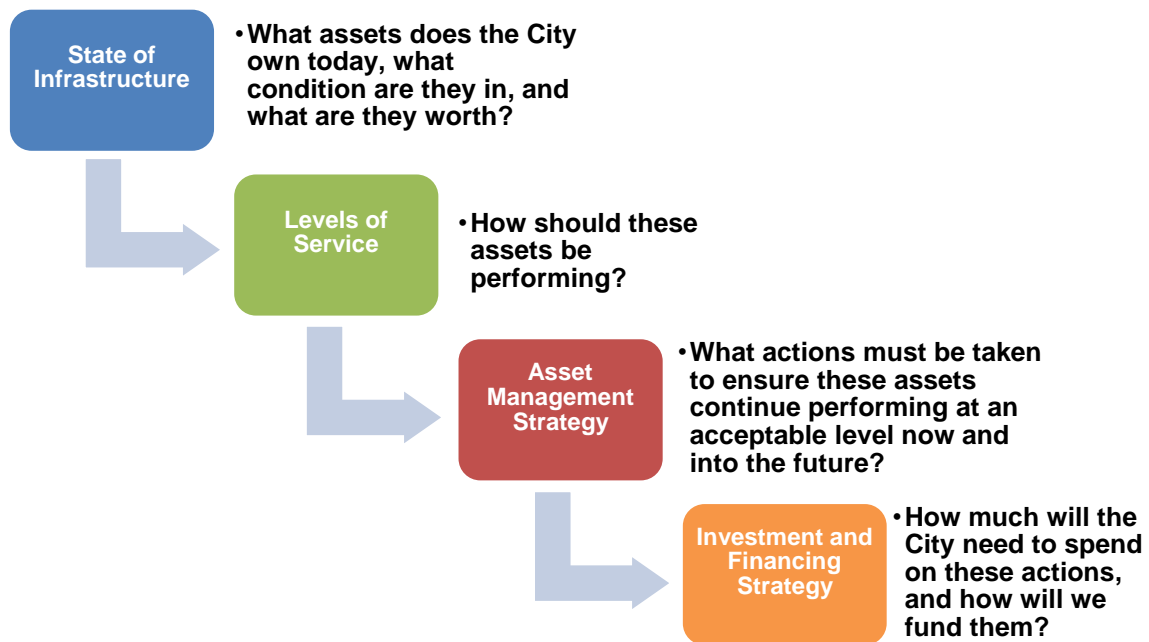 State of
Infrastructure
•What assets does the City
own today, what
condition are they in, and
what are they worth?
Levels of
Service
•How should these
assets be
performing?
Asset
Management
Strategy
•What actions must be taken
to ensure these assets
continue performing at an
acceptable level now and
into the future?
Investment and
Financing
Strategy
•How much will the
City need to spend
on these actions,
and how will we
fund them?